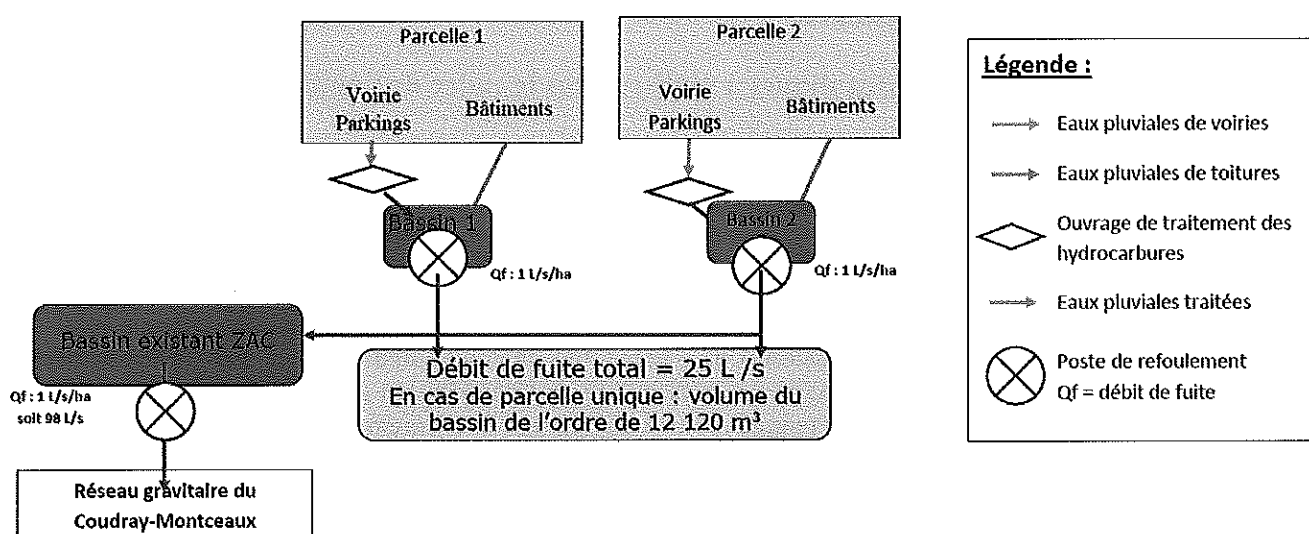 Parcelle 1
Voirie
Parkings
Bâtiments
Bassin 1
Qf : 1 L/s/ha
Parcelle 2
Voirie
Parkings
Bâtiments
Bassin 2
Qf : 1 L/s/ha
Bassin existant ZAC
Qf : 1 L/s/ha
soit 98 L/s
Débit de fuite total = 25 L /s
En cas de parcelle unique : volume du
bassin de l'ordre de 12 120 m³
Réseau gravitaire du
Coudray-Montceaux
Légende :
Eaux pluviales de voiries
Eaux pluviales de toitures
Ouvrage de traitement des
hydrocarbures
Eaux pluviales traitées
Poste de refoulement
Qf = débit de fuite